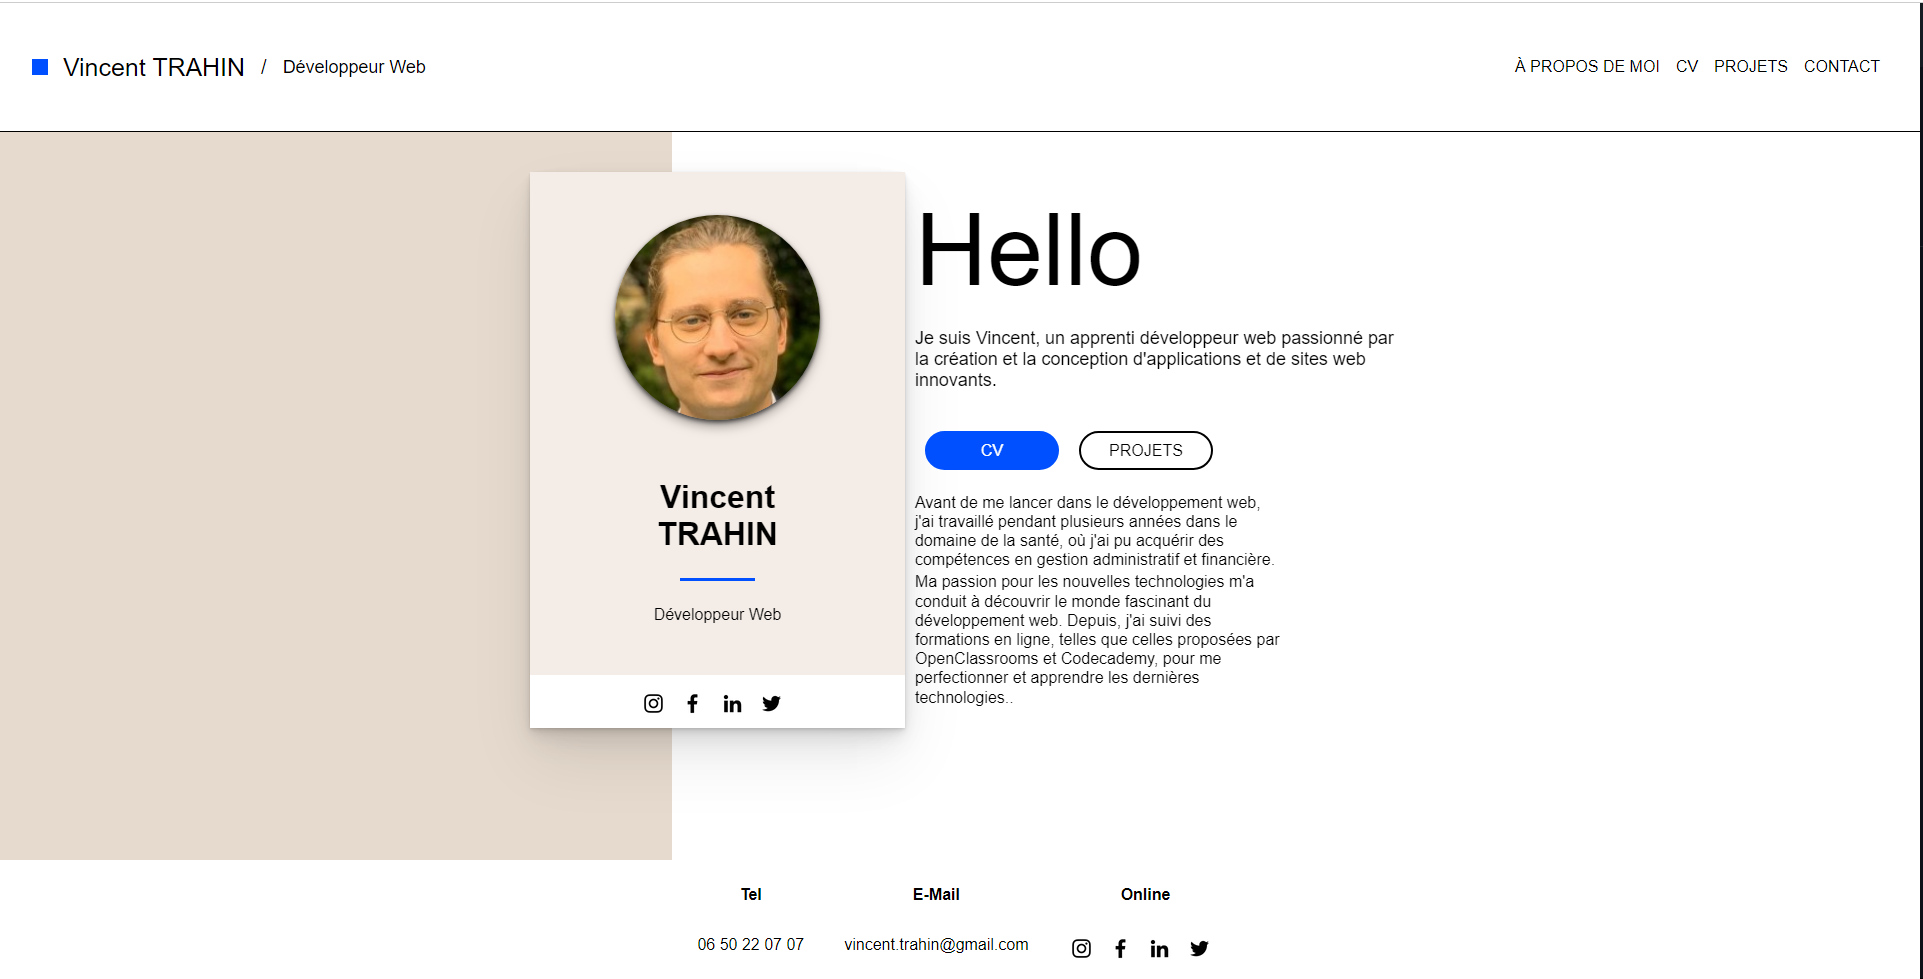 Vincent TRAHIN / Développeur Web
À PROPOS DE MOI CV PROJETS CONTACT
Vincent
TRAHIN
Développeur Web
Hello
Je suis Vincent, un apprenti développeur web passionné par
la création et la conception d'applications et de sites web
innovants.
CV PROJETS
Avant de me lancer dans le développement web,
j'ai travaillé pendant plusieurs années dans le
domaine de la santé, où j'ai pu acquérir des
compétences en gestion administratif et financière.
Ma passion pour les nouvelles technologies m'a
conduit à découvrir le monde fascinant du
développement web. Depuis, j'ai suivi des
formations en ligne, telles que celles proposées par
OpenClassrooms et Codecademy, pour me
perfectionner et apprendre les dernières
technologies..
Tel
06 50 22 07 07
E-Mail
vincent.trahin@gmail.com
Online